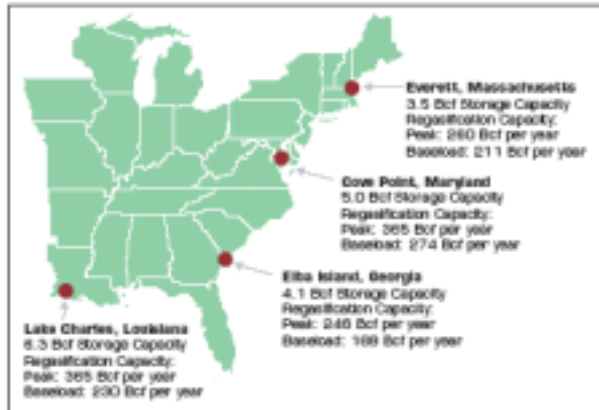 Everett, Massachusetts
3.5 Bcf Storage Capacity
Regasification Capacity:
Peak: 260 Bcf per year
Baseload: 211 Bcf per year
Cove Point, Maryland
5.0 Bcf Storage Capacity
Regasification Capacity:
Peak: 365 Bcf per year
Baseload: 274 Bcf per year
Elba Island, Georgia
4.1 Bcf Storage Capacity
Regasification Capacity:
Peak: 246 Bcf per year
Baseload: Bcf per year
Lake Charles, Louisiana
6.3 Bcf Storage Capacity
Regasification Capacity:
Peak: 365 Bcf per year
Baseload: 230 Bcf per year